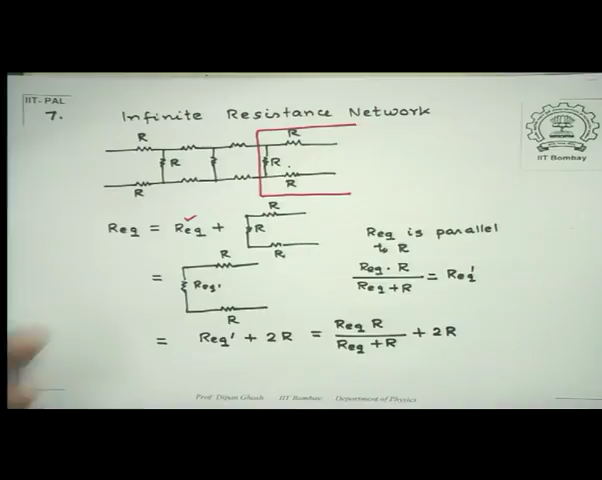 IIT-PAL
7.
Infinite Resistance Network
R
R
R
R
R
R
IIT Bombay
Req = Req +
R
R
R
Req is parallel
to R
=
R
Req'
R
Req . R / Req + R = Req'
= Req' + 2R = Req R / Req + R + 2R
Prof Dipan Ghosh IIT Bombay Department of Physics